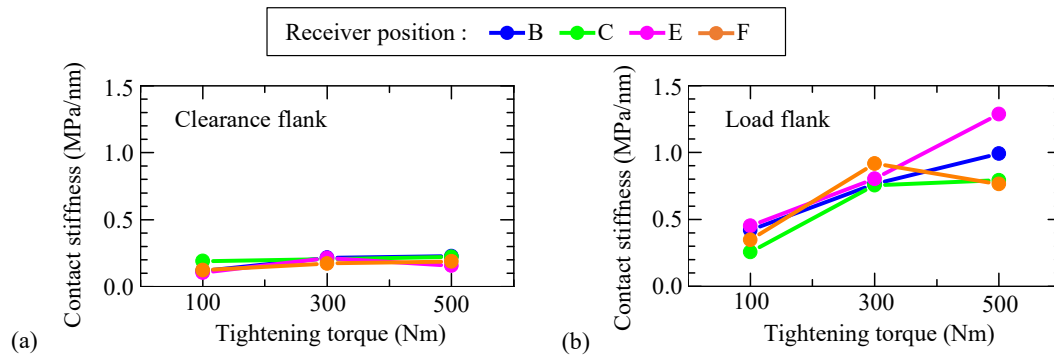 Receiver position : B C E F
Contact stiffness (MPa/nm)
1.5
1.0
0.5
0.0
Clearance flank
100 300 500
Tightening torque (Nm)
(a)
Contact stiffness (MPa/nm)
1.5
1.0
0.5
0.0
Load flank
100 300 500
Tightening torque (Nm)
(b)